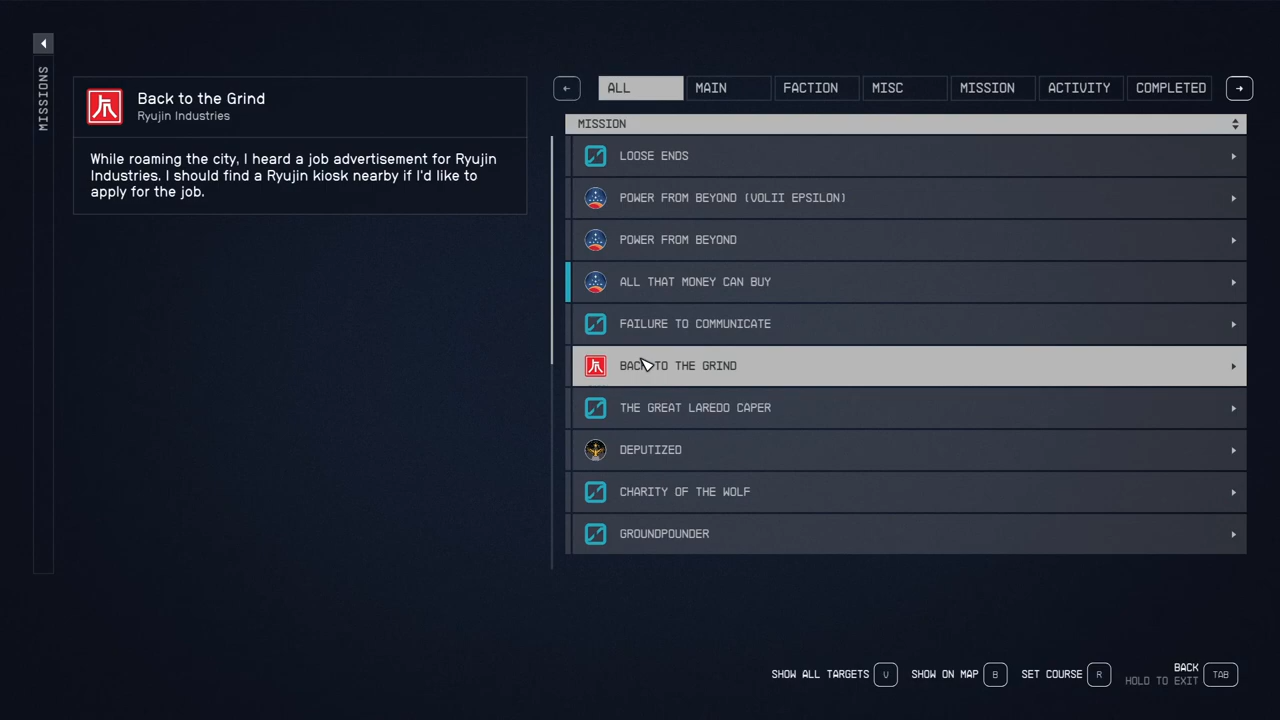 MISSIONS
Back to the Grind
Ryujin Industries
While roaming the city, I heard a job advertisement for Ryujin
Industries. I should find a Ryujin kiosk nearby if I'd like to
apply for the job.
ALL MAIN FACTION MISC MISSION ACTIVITY COMPLETED
MISSION
LOOSE ENDS
POWER FROM BEYOND (VOLII EPSILON)
POWER FROM BEYOND
ALL THAT MONEY CAN BUY
FAILURE TO COMMUNICATE
BACK TO THE GRIND
THE GREAT LAREDO CAPER
DEPUTIZED
CHARITY OF THE WOLF
GROUNDPOUNDER
SHOW ALL TARGETS V SHOW ON MAP B SET COURSE R BACK TAB
HOLD TO EXIT